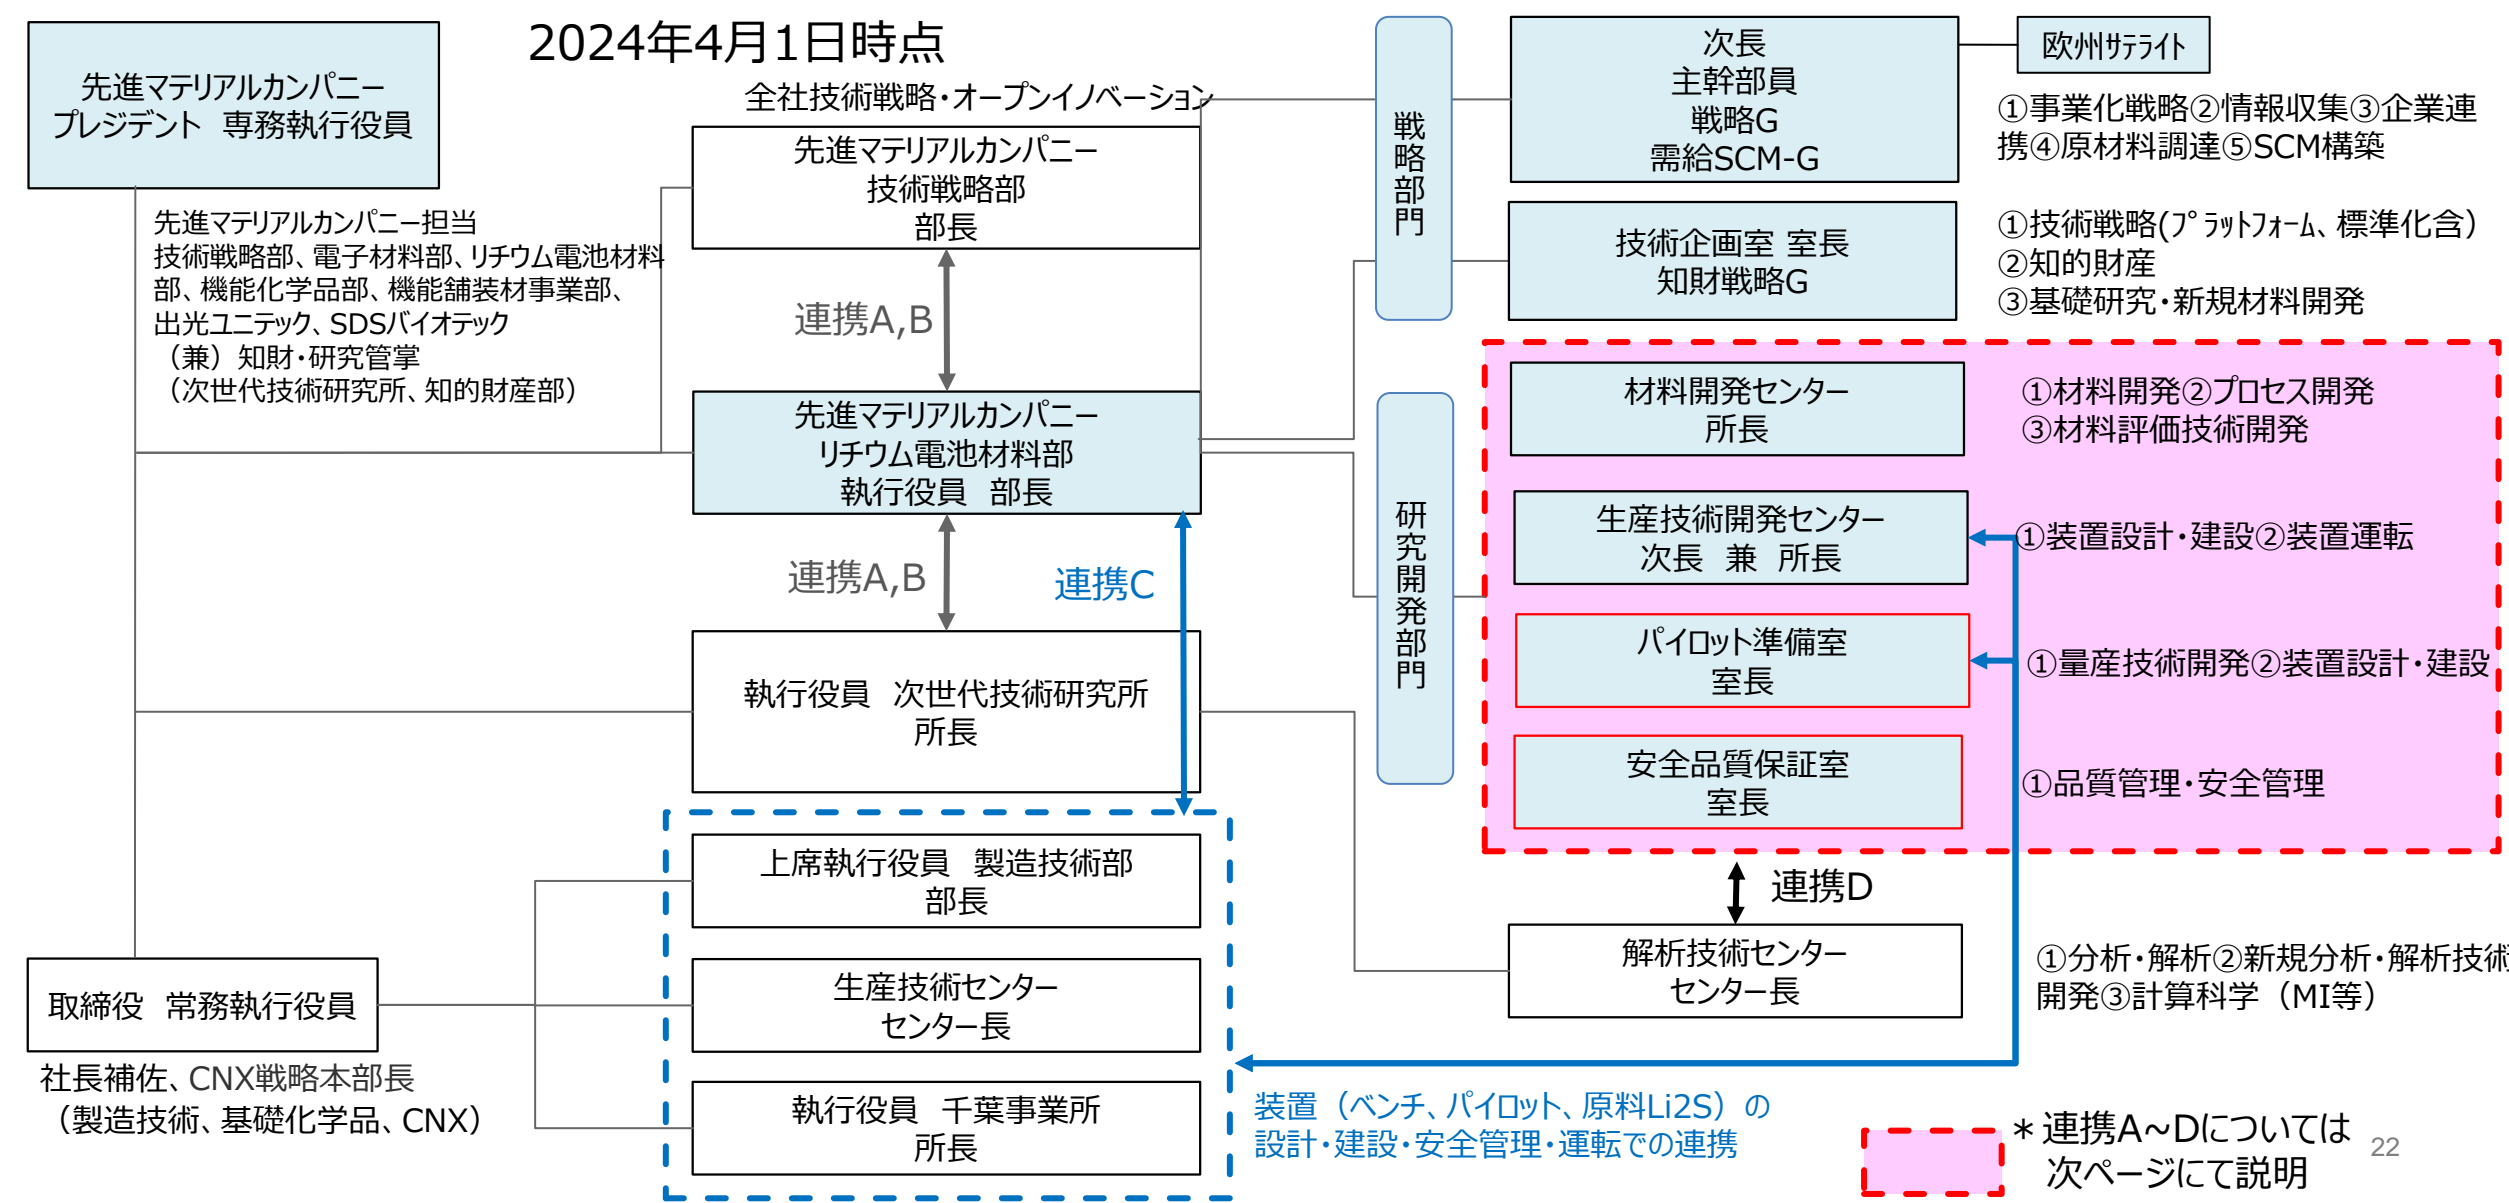 2024年4月1日時点
先進マテリアルカンパニー
プレジデント 専務執行役員
先進マテリアルカンパニー担当
技術戦略部、電子材料部、リチウム電池材料
部、機能化学品部、機能舗装材事業部、
出光ユニテック、SDSバイオテック
（兼）知財・研究管掌
（次世代技術研究所、知的財産部）
全社技術戦略・オープンイノベーション
先進マテリアルカンパニー
技術戦略部
部長
連携A,B
先進マテリアルカンパニー
リチウム電池材料部
執行役員 部長
連携A,B
連携C
執行役員 次世代技術研究所
所長
上席執行役員 製造技術部
部長
生産技術センター
センター長
執行役員 千葉事業所
所長
取締役 常務執行役員
社長補佐、CNX戦略本部長
（製造技術、基礎化学品、CNX）
戦略部門
次長
主幹部員
戦略G
需給SCM-G
欧州ｻﾃﾗｲﾄ
①事業化戦略②情報収集③企業連
携④原材料調達⑤SCM構築
技術企画室 室長
知財戦略G
①技術戦略(ﾌﾟﾗｯﾄﾌｫｰﾑ、標準化含）
②知的財産
③基礎研究・新規材料開発
研究開発部門
材料開発センター
所長
①材料開発②プロセス開発
③材料評価技術開発
生産技術開発センター
次長 兼 所長
①装置設計・建設②装置運転
パイロット準備室
室長
①量産技術開発②装置設計・建設
安全品質保証室
室長
①品質管理・安全管理
連携D
解析技術センター
センター長
①分析・解析②新規分析・解析技術
開発③計算科学（MI等）
装置（ベンチ、パイロット、原料Li2S）の
設計・建設・安全管理・運転での連携
＊連携A~Dについては
次ページにて説明
22